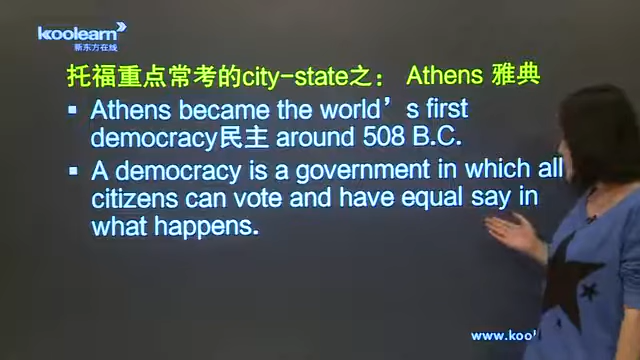 koolearn
新东方在线
托福重点常考的city-state之： Athens 雅典
Athens became the world’s first
democracy民主 around 508 B.C.
A democracy is a government in which all
citizens can vote and have equal say in
what happens.
www.koo